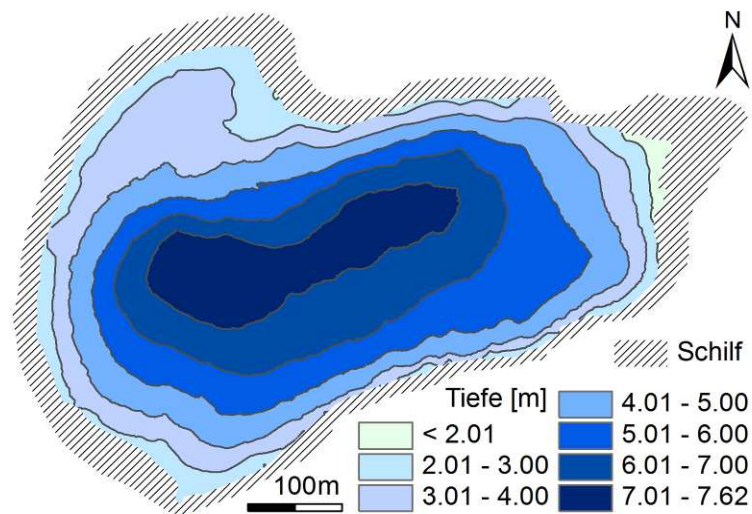 N
Schilf
Tiefe [m]
< 2.01
2.01 - 3.00
3.01 - 4.00
4.01 - 5.00
5.01 - 6.00
6.01 - 7.00
7.01 - 7.62
100m